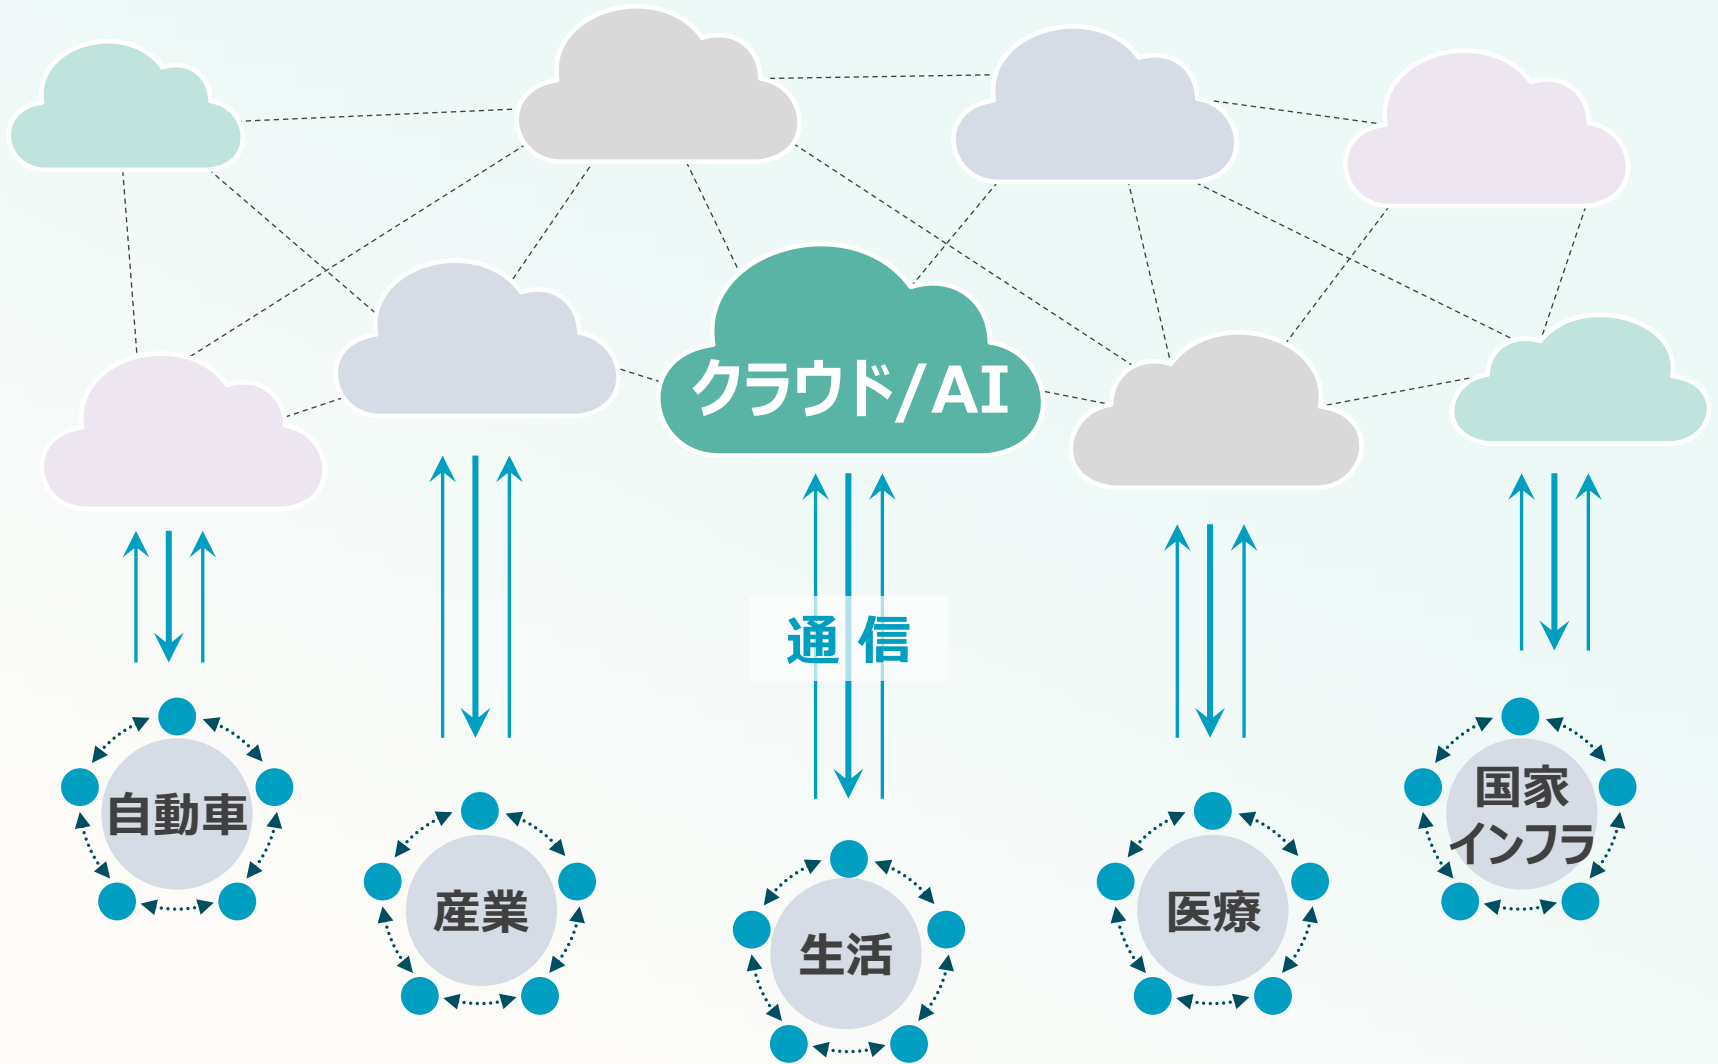 クラウド/AI
通信
自動車
産業
生活
医療
国家
インフラ